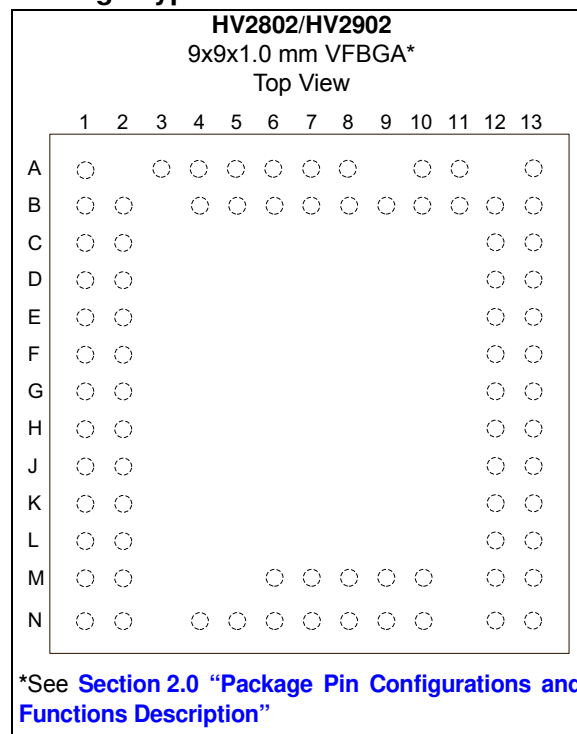 HV2802/HV2902
9x9x1.0 mm VFBGA*
Top View
1 2 3 4 5 6 7 8 9 10 11 12 13
A
B
C
D
E
F
G
H
J
K
L
M
N
*See Section 2.0 “Package Pin Configurations and
Functions Description”